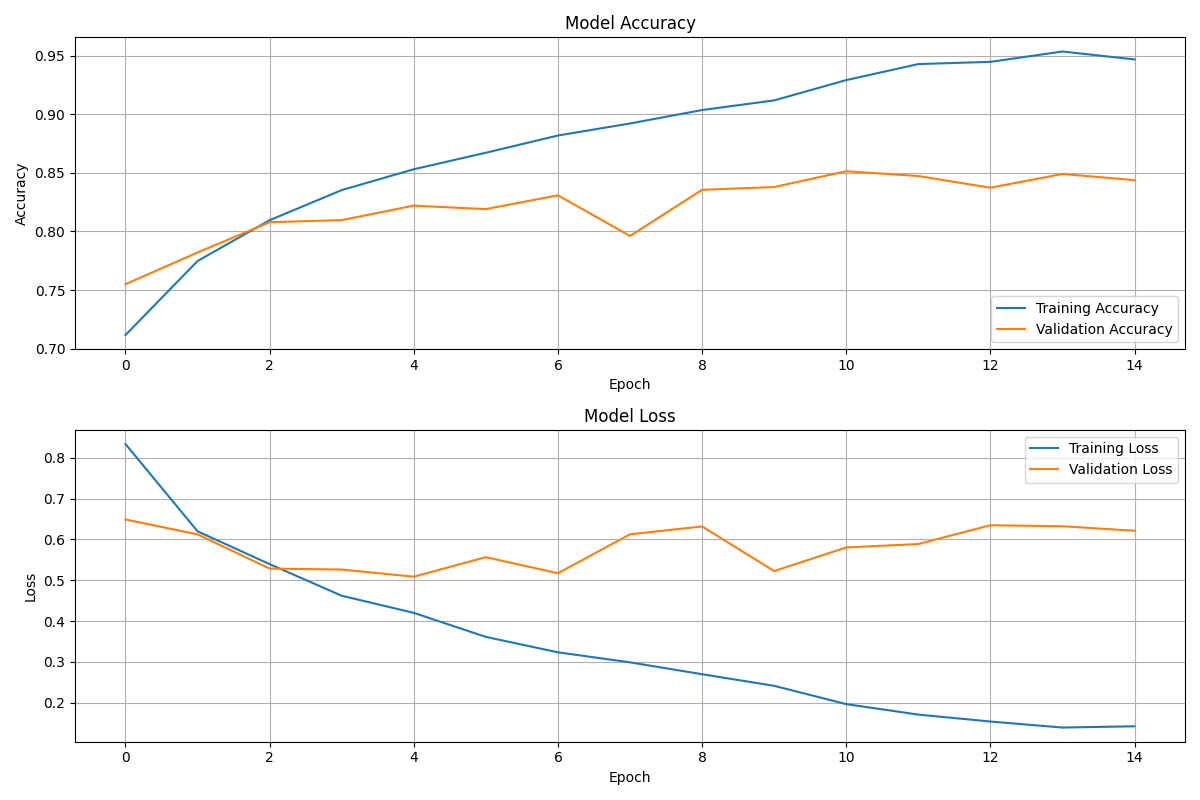 Model Accuracy
0.95
0.90
0.85
0.80
0.75
0.70
Accuracy
Training Accuracy
Validation Accuracy
0 2 4 6 8 10 12 14
Epoch
Model Loss
0.8
0.7
0.6
0.5
0.4
0.3
0.2
Loss
Training Loss
Validation Loss
0 2 4 6 8 10 12 14
Epoch